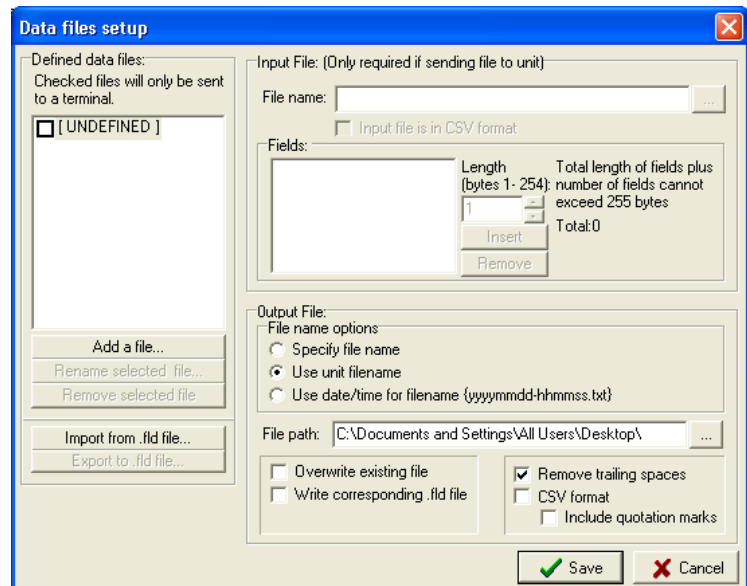 Data files setup
Defined data files:
Checked files will only be sent
to a terminal.
[ UNDEFINED ]
Add a file...
Rename selected file...
Remove selected file
Import from .fld file...
Export to .fld file...
Input File: (Only required if sending file to unit)
File name:
...
Input file is in CSV format
Fields:
Length
(bytes 1- 254):
1
Insert
Remove
Total length of fields plus
number of fields cannot
exceed 255 bytes
Total:0
Output File:
File name options
Specify file name
Use unit filename
Use date/time for filename {yyyymmdd-hhmmss.txt}
File path: C:\Documents and Settings\All Users\Desktop\ ...
Overwrite existing file
Write corresponding .fld file
Remove trailing spaces
CSV format
Include quotation marks
Save
Cancel